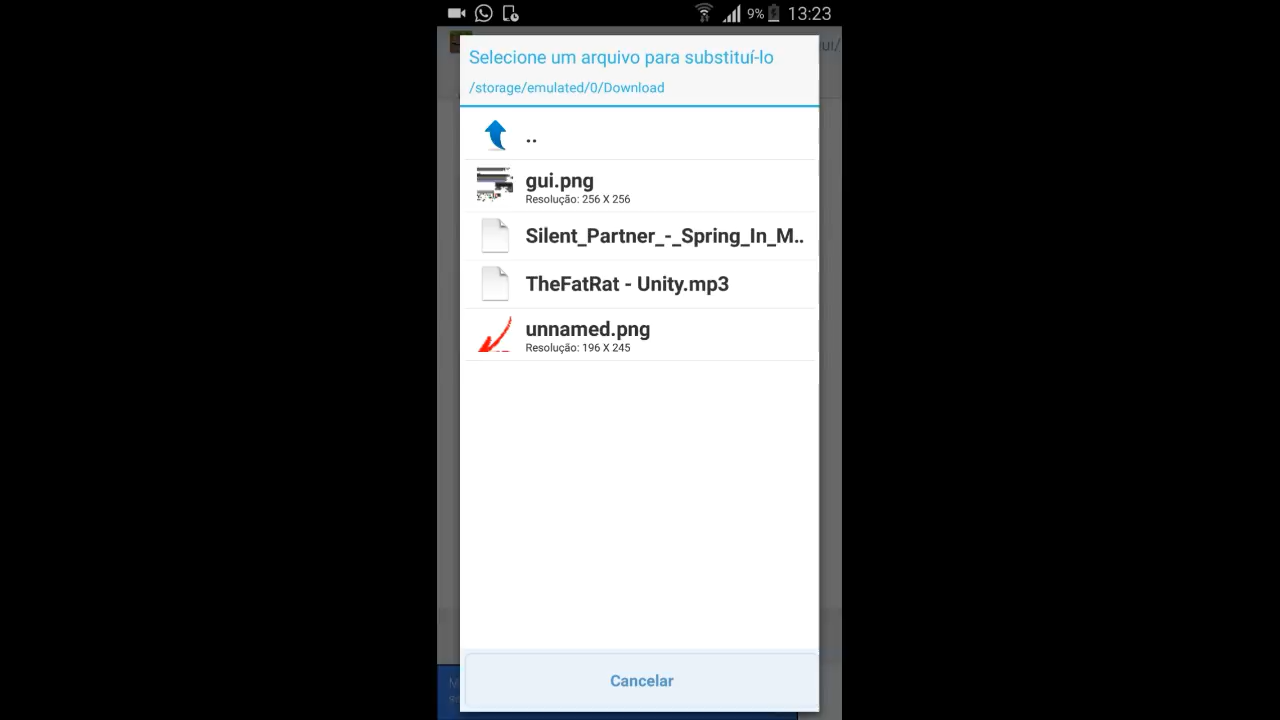 9% 13:23
Selecione um arquivo para substituí-lo
/storage/emulated/0/Download
..
gui.png
Resolução: 256 X 256
Silent_Partner_-_Spring_In_M..
TheFatRat - Unity.mp3
unnamed.png
Resolução: 196 X 245
Cancelar